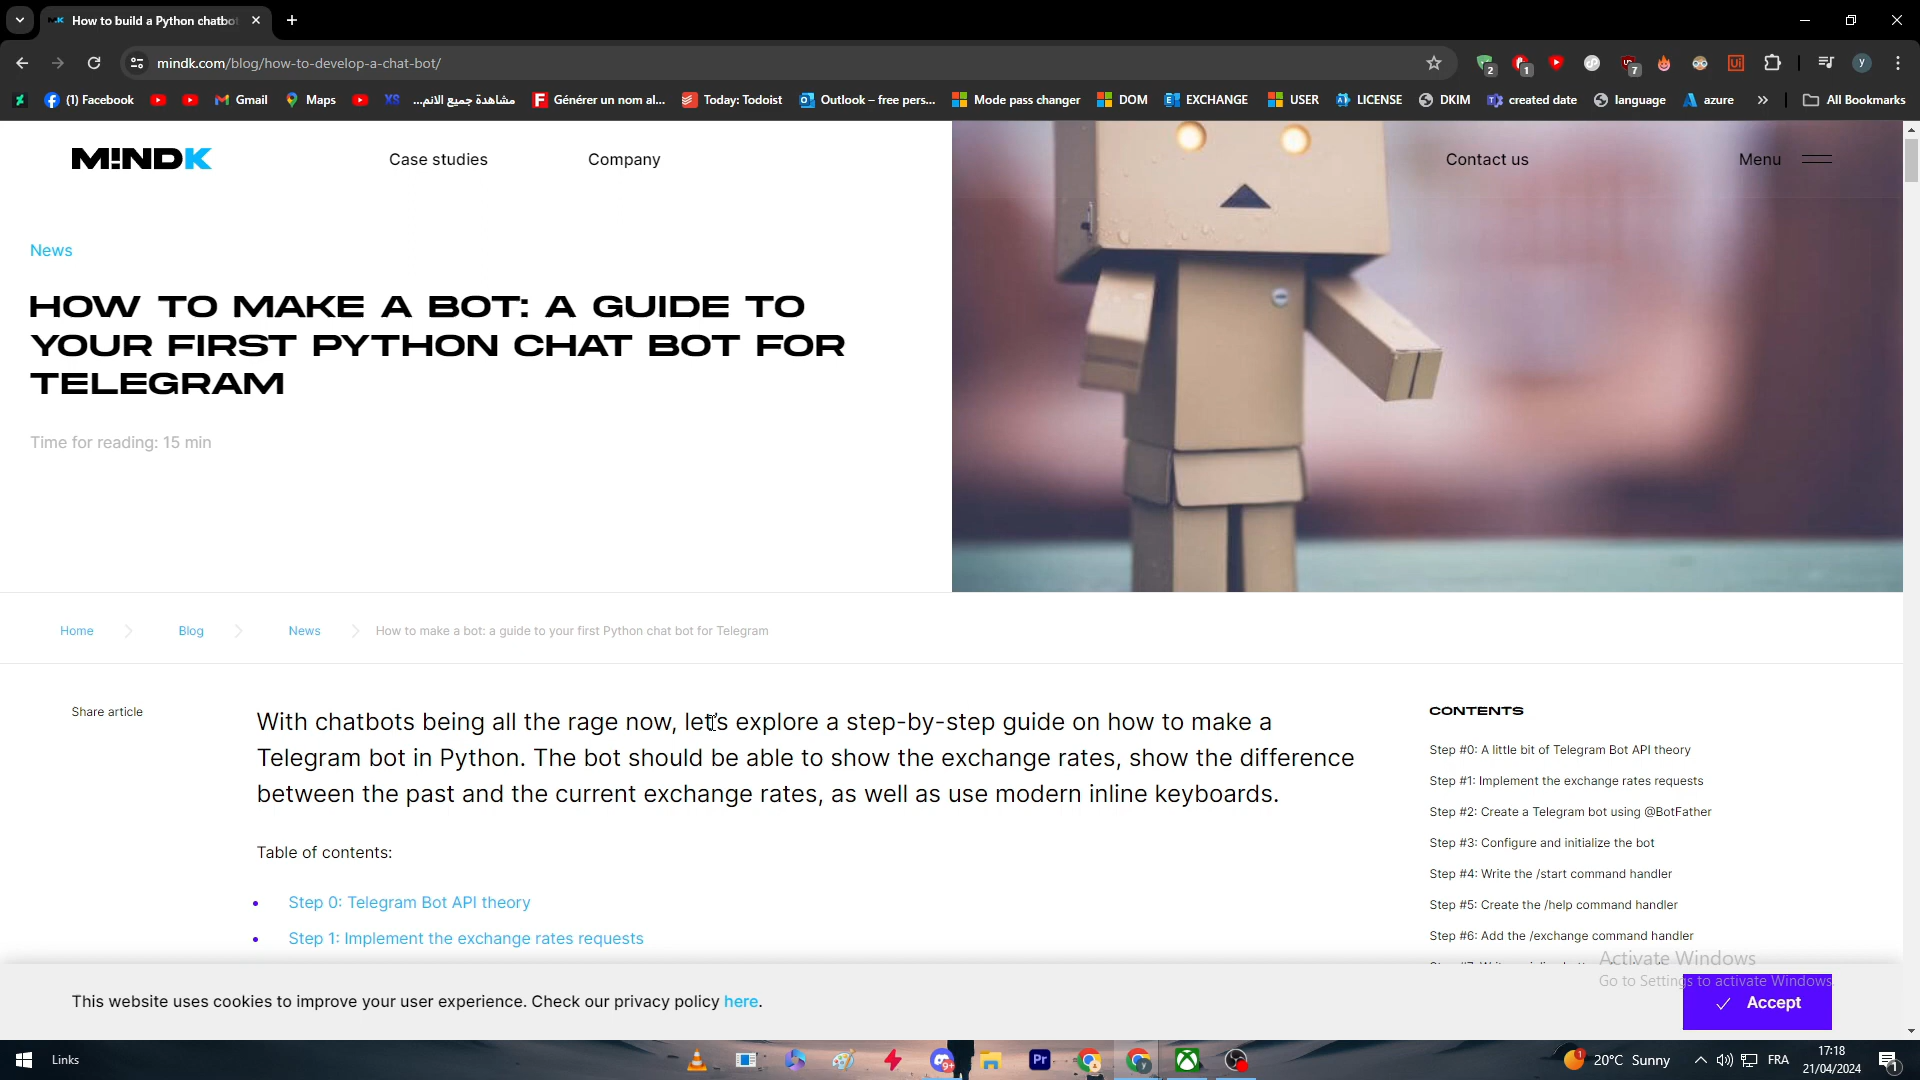 How to build a Python chatbo
mindk.com/blog/how-to-develop-a-chat-bot/
2
1
7
y
(1) Facebook
Gmail
Maps
XS
مشاهدة جميع الانم...
Générer un nom al...
Today: Todoist
Outlook – free pers...
Mode pass changer
DOM
EXCHANGE
USER
LICENSE
DKIM
created date
language
azure
All Bookmarks
M!NDK
Case studies
Company
Contact us
Menu
News
HOW TO MAKE A BOT: A GUIDE TO
YOUR FIRST PYTHON CHAT BOT FOR
TELEGRAM
Time for reading: 15 min
Home
Blog
News
How to make a bot: a guide to your first Python chat bot for Telegram
Share article
With chatbots being all the rage now, let's explore a step-by-step guide on how to make a
Telegram bot in Python. The bot should be able to show the exchange rates, show the difference
between the past and the current exchange rates, as well as use modern inline keyboards.
Table of contents:
Step 0: Telegram Bot API theory
Step 1: Implement the exchange rates requests
CONTENTS
Step #0: A little bit of Telegram Bot API theory
Step #1: Implement the exchange rates requests
Step #2: Create a Telegram bot using @BotFather
Step #3: Configure and initialize the bot
Step #4: Write the /start command handler
Step #5: Create the /help command handler
Step #6: Add the /exchange command handler
Activate Windows
Go to Settings to activate Windows.
This website uses cookies to improve your user experience. Check our privacy policy here.
Accept
Links
9+
Pr
y
1
20°C Sunny
FRA
17:18
21/04/2024
1